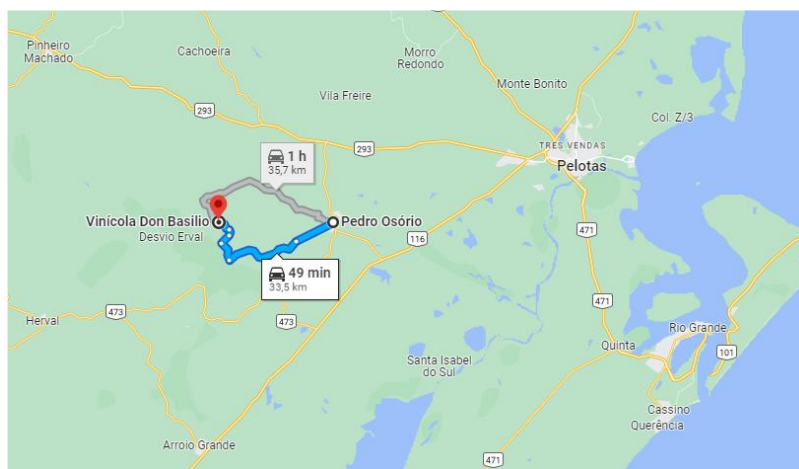 Pinheiro
Machado
Cachoeira
Morro
Redondo
Monte Bonito
Vila Freire
293
Col. Z/3
293
TRES VENDAS
Pelotas
1 h
35,7 km
Vinícola Don Basilio
Desvio Erval
Pedro Osório
116
471
49 min
33,5 km
471
Herval
473
473
Rio Grande
Quinta
101
Santa Isabel
do Sul
Cassino
Querência
Arroio Grande
471